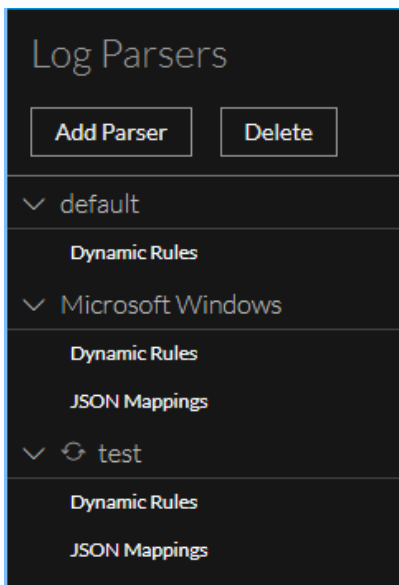 Log Parsers
Add Parser Delete
default
Dynamic Rules
Microsoft Windows
Dynamic Rules
JSON Mappings
test
Dynamic Rules
JSON Mappings